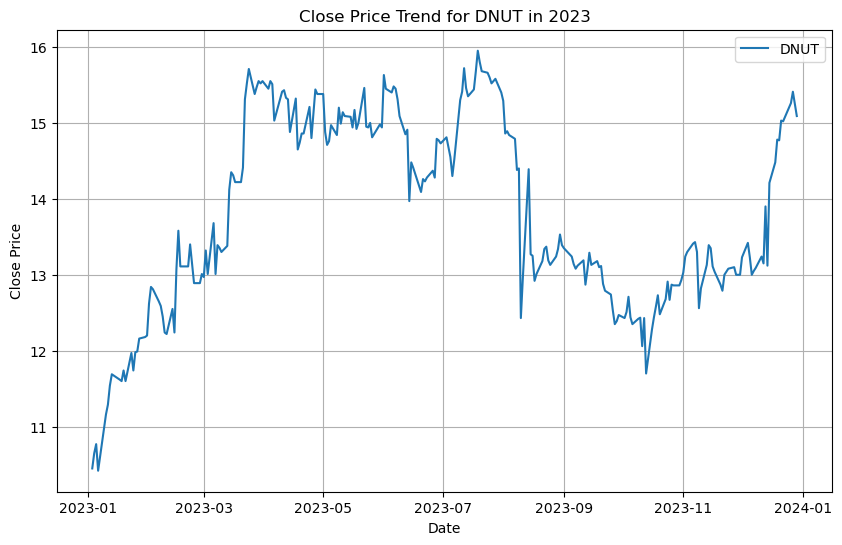 Close Price Trend for DNUT in 2023
DNUT
Close Price
16
15
14
13
12
11
2023-01 2023-03 2023-05 2023-07 2023-09 2023-11 2024-01
Date